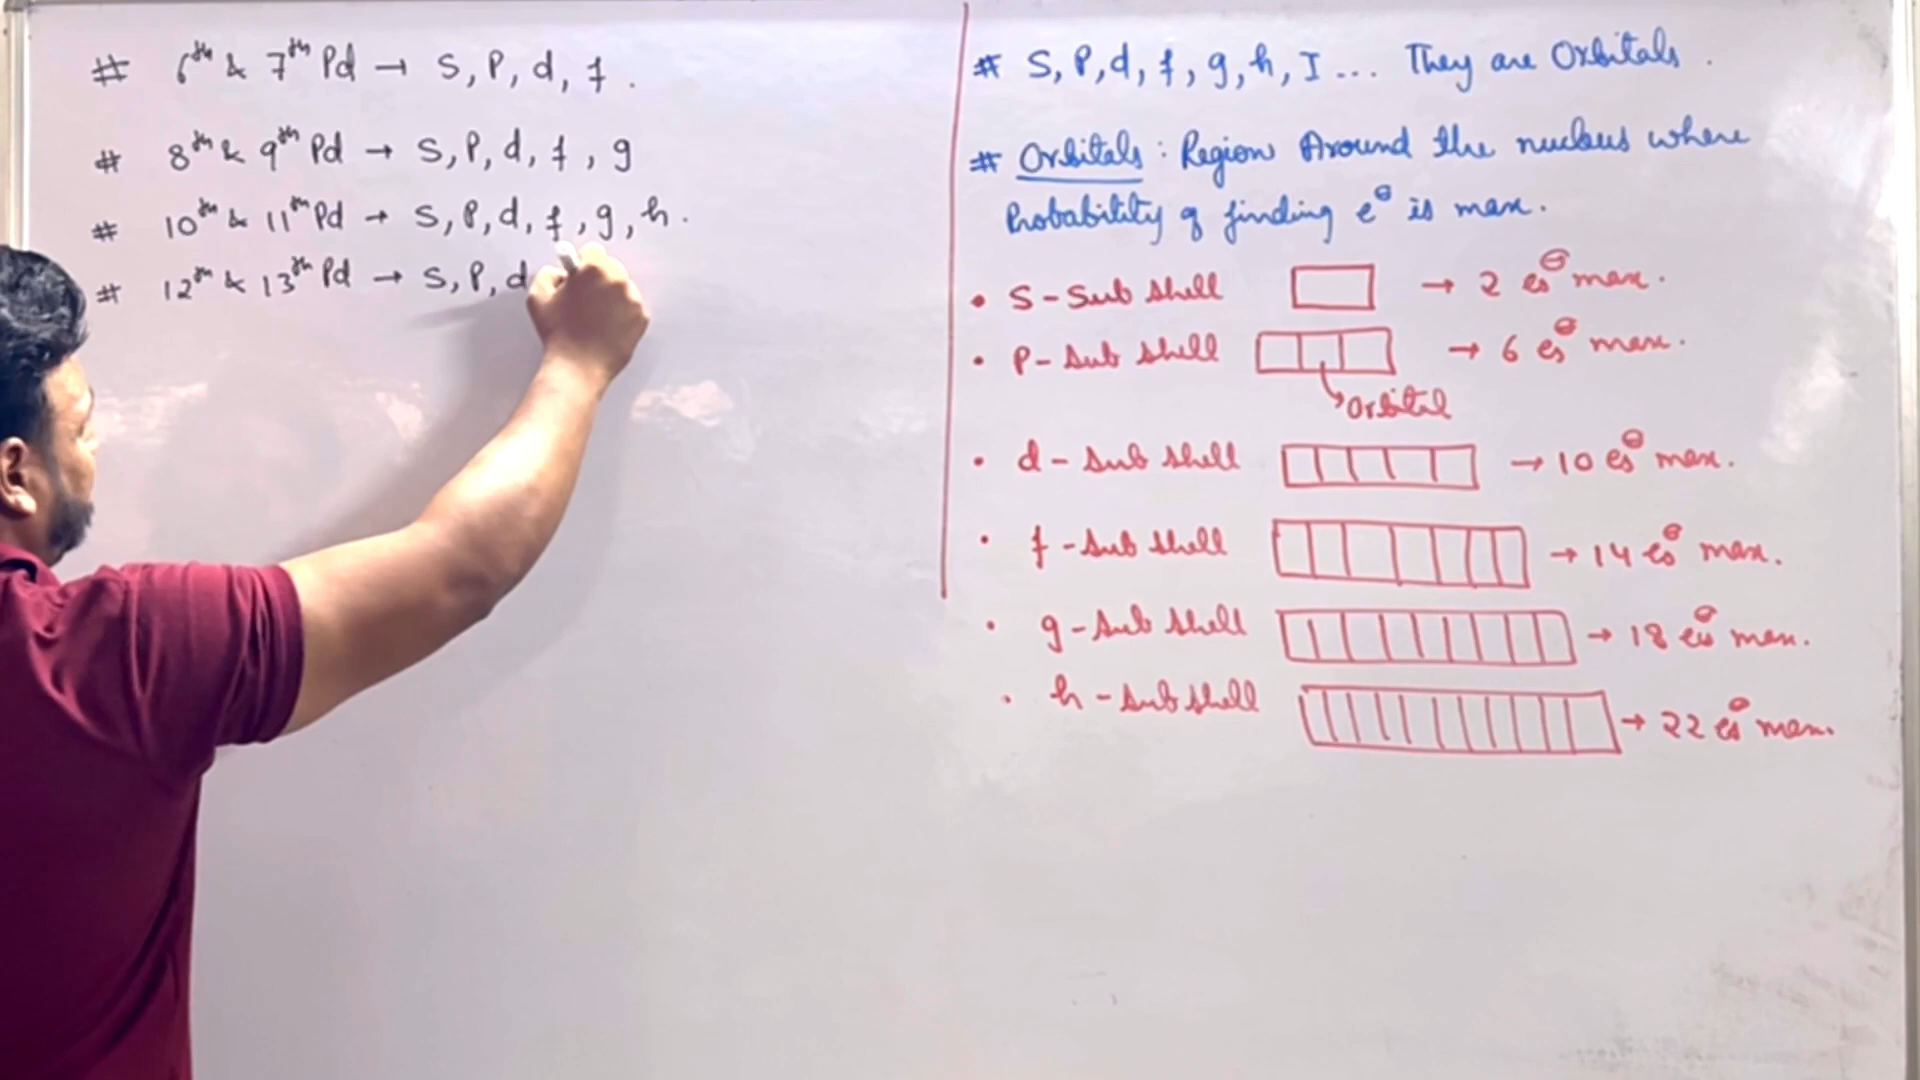 # 6th & 7th Pd → S, P, d, f.
# 8th & 9th Pd → S, P, d, f, g
# 10th & 11th Pd → S, P, d, f, g, h.
# 12th & 13th Pd → S, P, d
# S, P, d, f, g, h, I ... They are Orbitals.
# Orbitals : Region Around the nucleus where
Probability of finding e⊖ is max.
• S - Sub shell → 2 es⊖ max.
• P - Sub shell → 6 es⊖ max.
Orbital
• d - Sub shell → 10 es⊖ max.
• f - Sub shell → 14 es⊖ max.
• g - Sub shell → 18 es⊖ max.
• h - Sub shell → 22 es⊖ max.